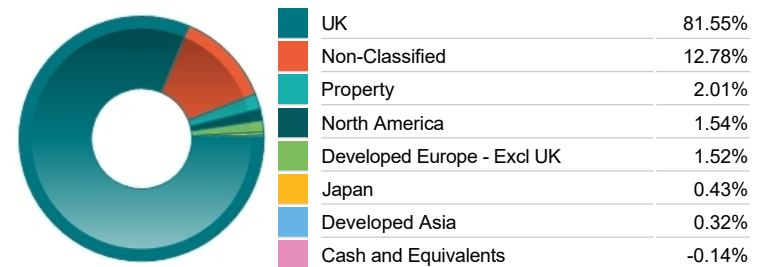 UK 81.55%
Non-Classified 12.78%
Property 2.01%
North America 1.54%
Developed Europe - Excl UK 1.52%
Japan 0.43%
Developed Asia 0.32%
Cash and Equivalents -0.14%